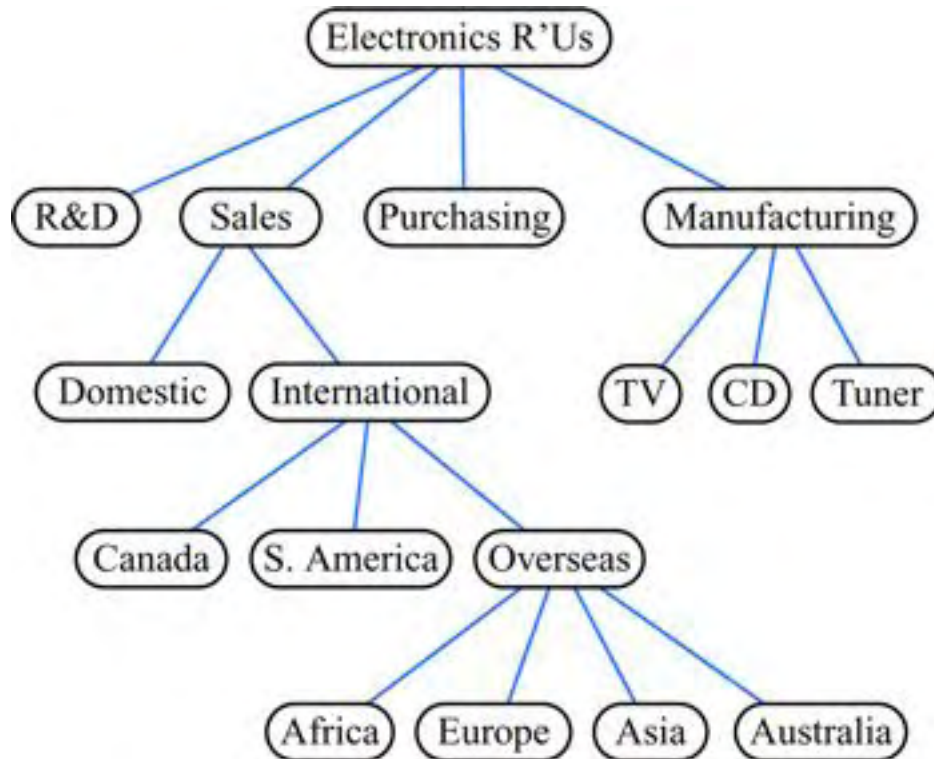 Electronics R'Us
R&D
Sales
Purchasing
Manufacturing
Domestic
International
TV
CD
Tuner
Canada
S. America
Overseas
Africa
Europe
Asia
Australia